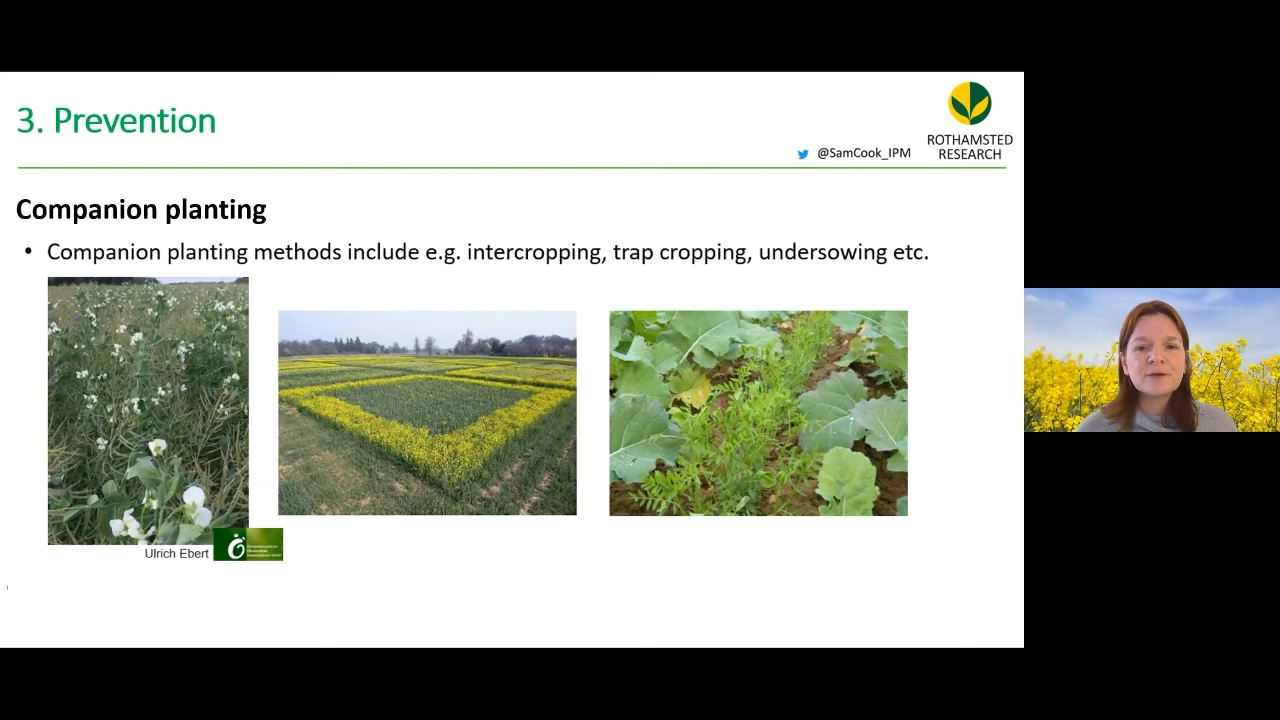 3. Prevention
@SamCook_IPM
ROTHAMSTED
RESEARCH
Companion planting
• Companion planting methods include e.g. intercropping, trap cropping, undersowing etc.
Ulrich Ebert